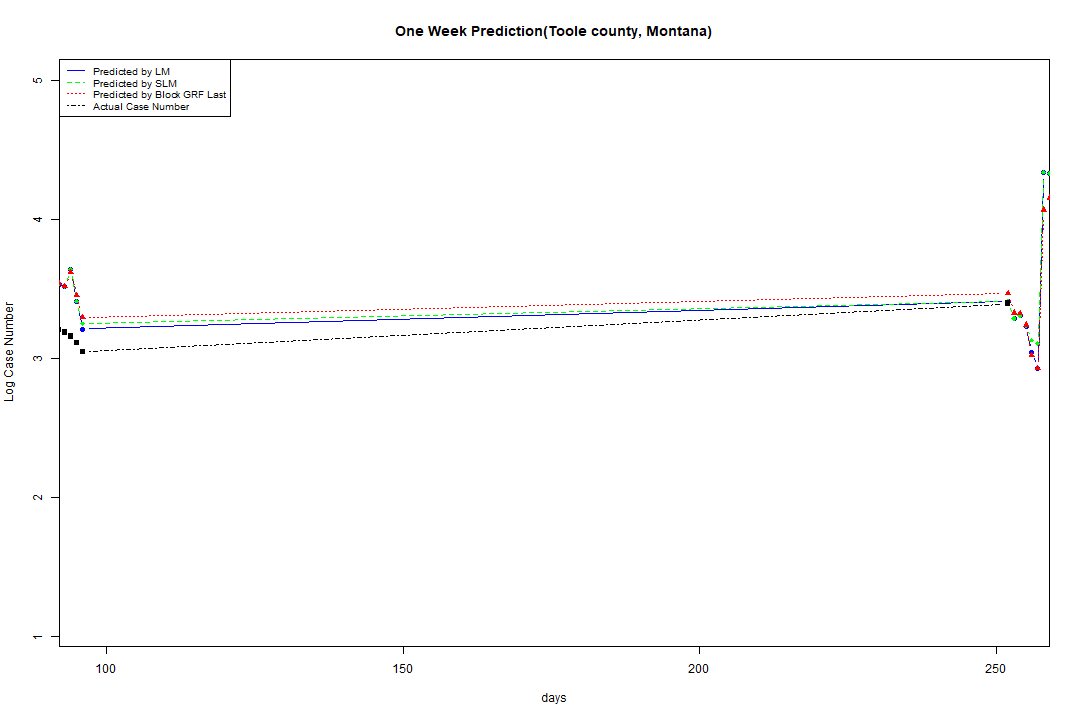 One Week Prediction(Toole county, Montana)
Predicted by LM
Predicted by SLM
Predicted by Block GRF Last
Actual Case Number
Log Case Number
5
4
3
2
1
100 150 200 250
days